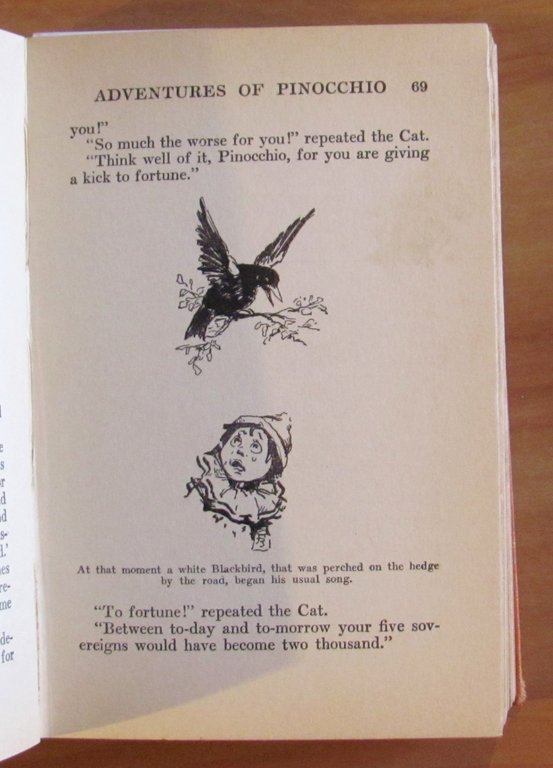 ADVENTURES OF PINOCCHIO 69
you!"
"So much the worse for you!" repeated the Cat.
"Think well of it, Pinocchio, for you are giving
a kick to fortune."
At that moment a white Blackbird, that was perched on the hedge
by the road, began his usual song.
"To fortune!" repeated the Cat.
"Between to-day and to-morrow your five sov-
ereigns would have become two thousand."